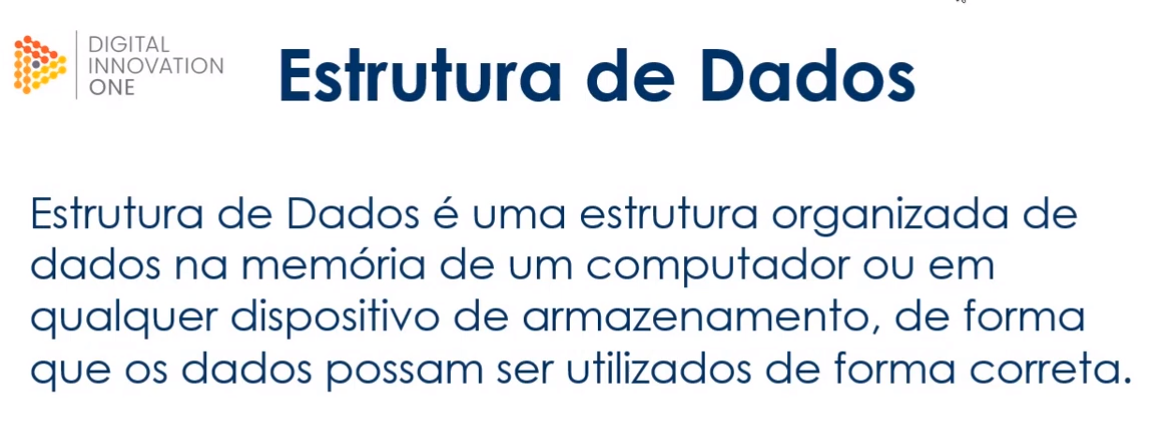 DIGITAL
INNOVATION
ONE
Estrutura de Dados
Estrutura de Dados é uma estrutura organizada de
dados na memória de um computador ou em
qualquer dispositivo de armazenamento, de forma
que os dados possam ser utilizados de forma correta.